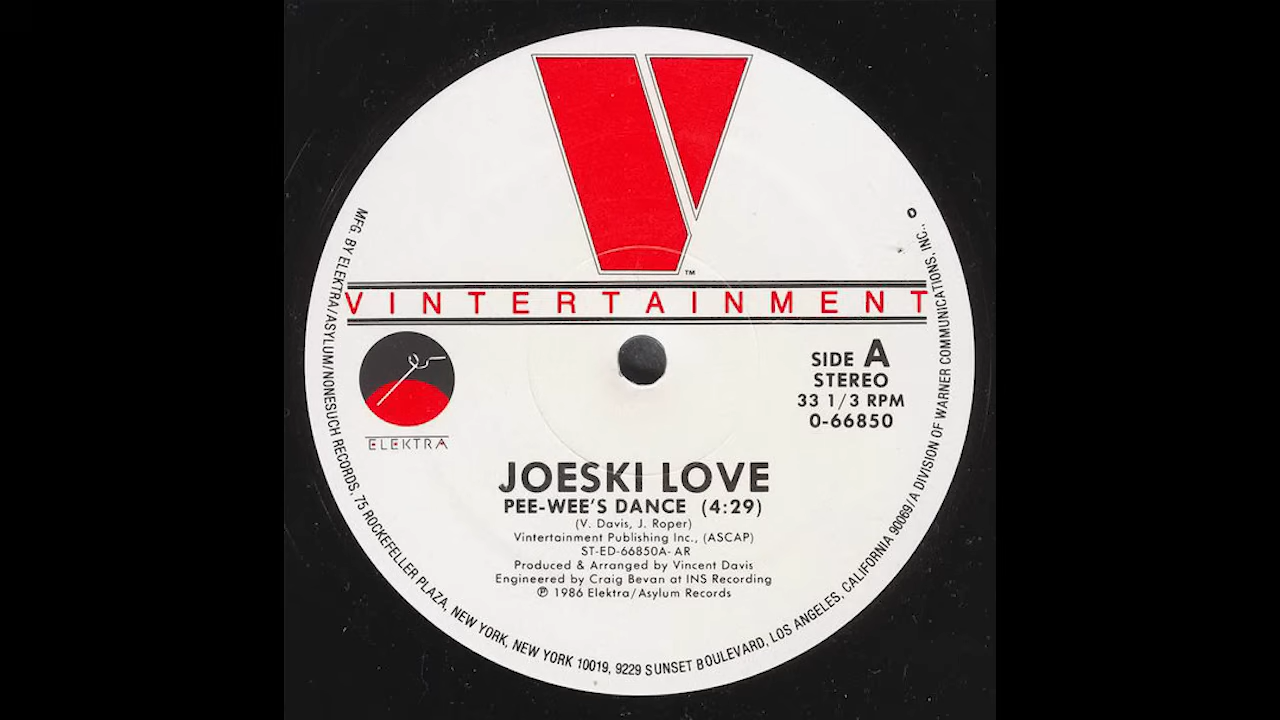 TM
VINTERTAINMENT
ELEKTRA
SIDE A
STEREO
33 1/3 RPM
0-66850
JOESKI LOVE
PEE-WEE'S DANCE (4:29)
(V. Davis, J. Roper)
Vintertainment Publishing Inc., (ASCAP)
ST-ED-66850A- AR
Produced & Arranged by Vincent Davis
Engineered by Craig Bevan at INS Recording
℗ 1986 Elektra/Asylum Records
MFG. BY ELEKTRA/ASYLUM/NONESUCH RECORDS, 75 ROCKEFELLER PLAZA, NEW YORK, NEW YORK 10019, 9229 SUNSET BOULEVARD, LOS ANGELES, CALIFORNIA 90069/A DIVISION OF WARNER COMMUNICATIONS, INC., O